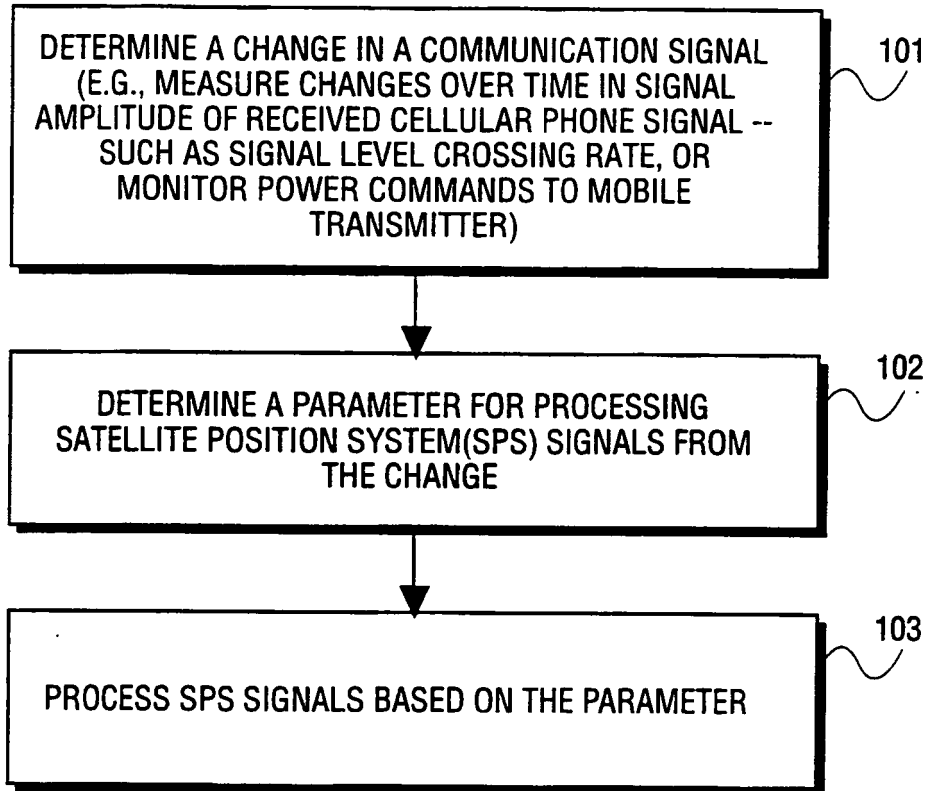 DETERMINE A CHANGE IN A COMMUNICATION SIGNAL
(E.G., MEASURE CHANGES OVER TIME IN SIGNAL
AMPLITUDE OF RECEIVED CELLULAR PHONE SIGNAL --
SUCH AS SIGNAL LEVEL CROSSING RATE, OR
MONITOR POWER COMMANDS TO MOBILE
TRANSMITTER)
101
DETERMINE A PARAMETER FOR PROCESSING
SATELLITE POSITION SYSTEM(SPS) SIGNALS FROM
THE CHANGE
102
PROCESS SPS SIGNALS BASED ON THE PARAMETER
103